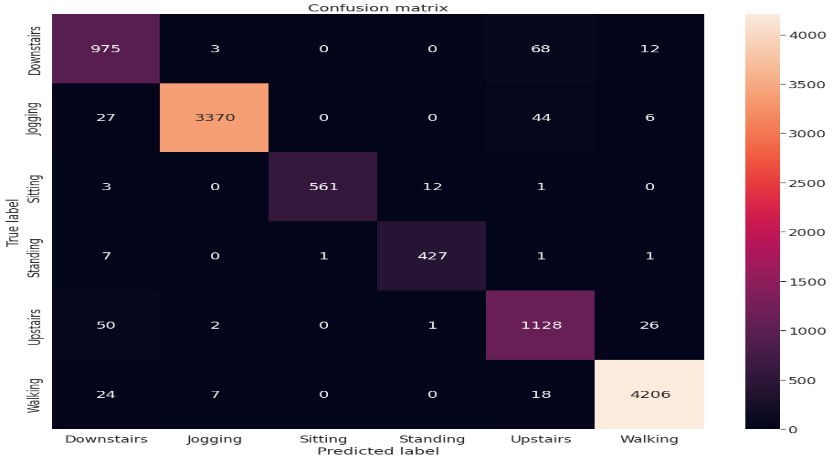 Confusion matrix
Downstairs 975 3 0 0 68 12
Jogging 27 3370 0 0 44 6
Sitting 3 0 561 12 1 0
Standing 7 0 1 427 1 1
Upstairs 50 2 0 1 1128 26
Walking 24 7 0 0 18 4206
Downstairs Jogging Sitting Standing Upstairs Walking
Predicted label
True label
4000
3500
3000
2500
2000
1500
1000
500
0